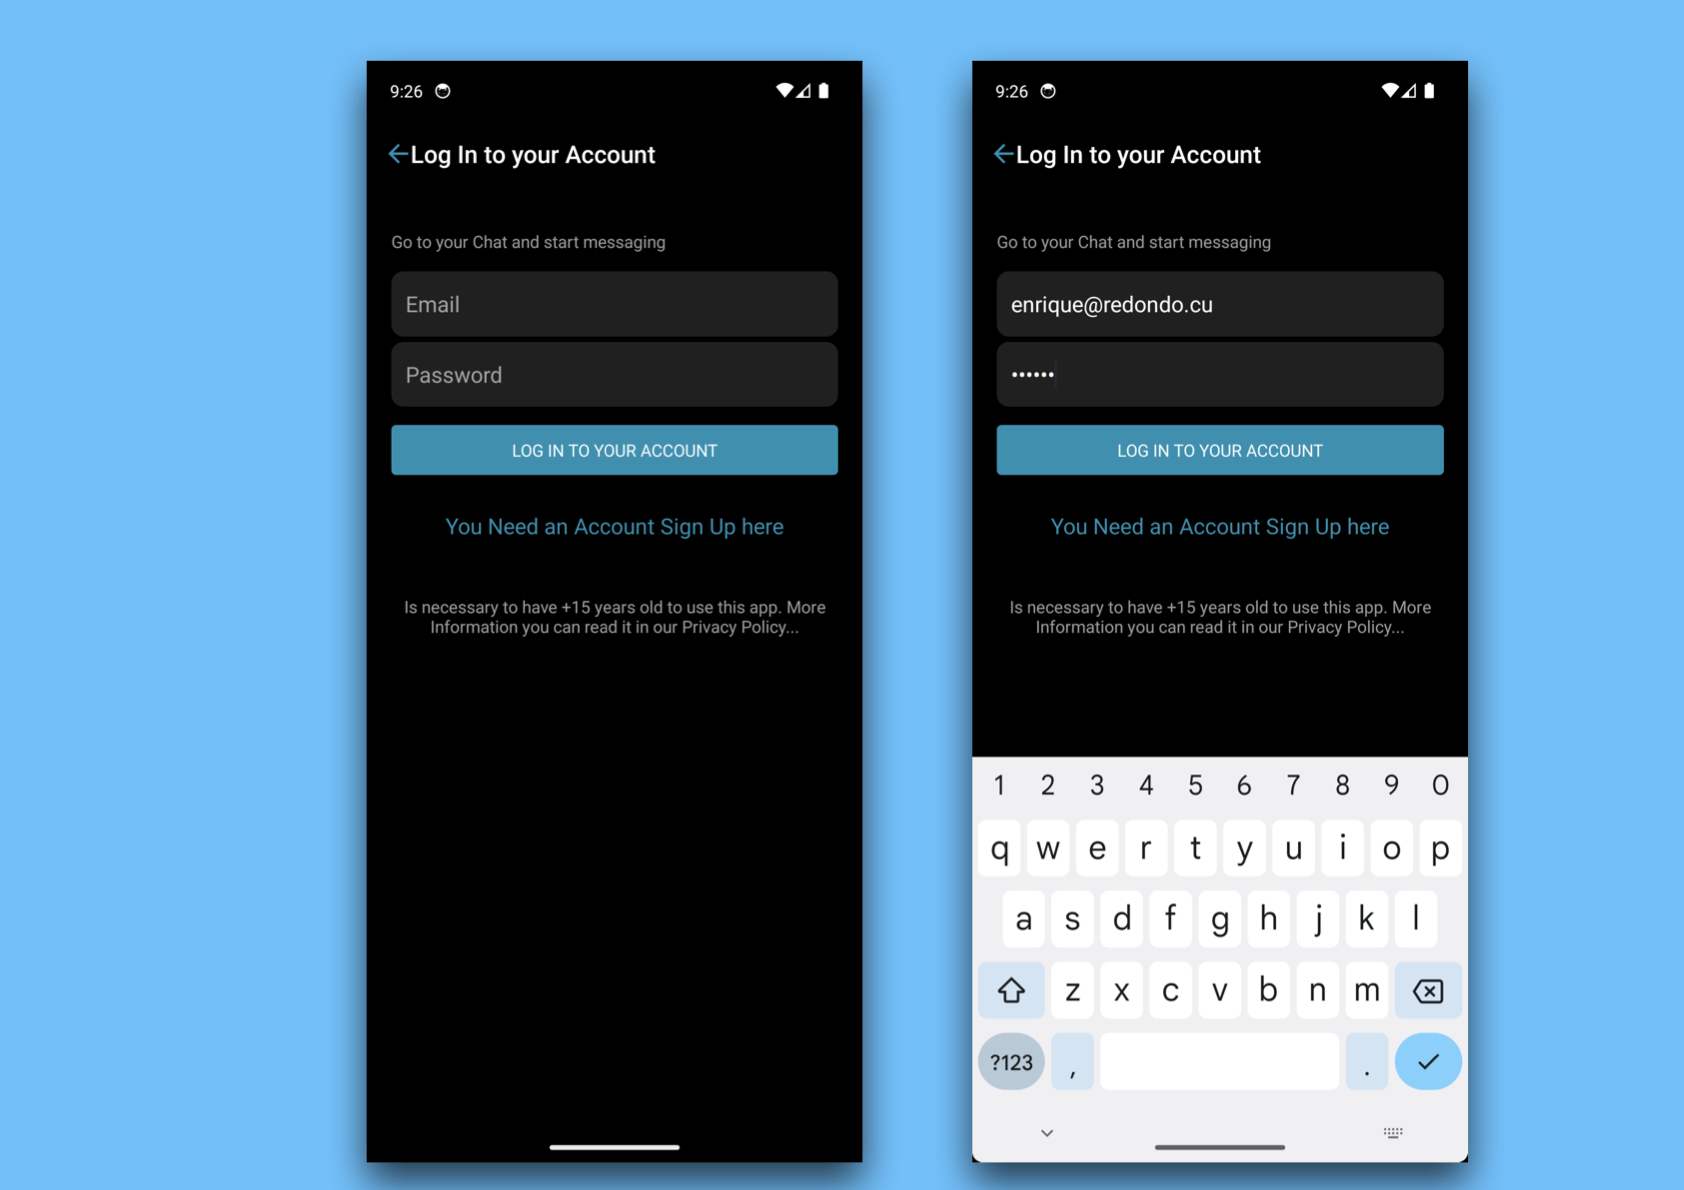 9:26
Log In to your Account
Go to your Chat and start messaging
Email
Password
LOG IN TO YOUR ACCOUNT
You Need an Account Sign Up here
Is necessary to have +15 years old to use this app. More
Information you can read it in our Privacy Policy...
9:26
Log In to your Account
Go to your Chat and start messaging
enrique@redondo.cu
••••••
LOG IN TO YOUR ACCOUNT
You Need an Account Sign Up here
Is necessary to have +15 years old to use this app. More
Information you can read it in our Privacy Policy...
1 2 3 4 5 6 7 8 9 0
q w e r t y u i o p
a s d f g h j k l
z x c v b n m
?123 , .